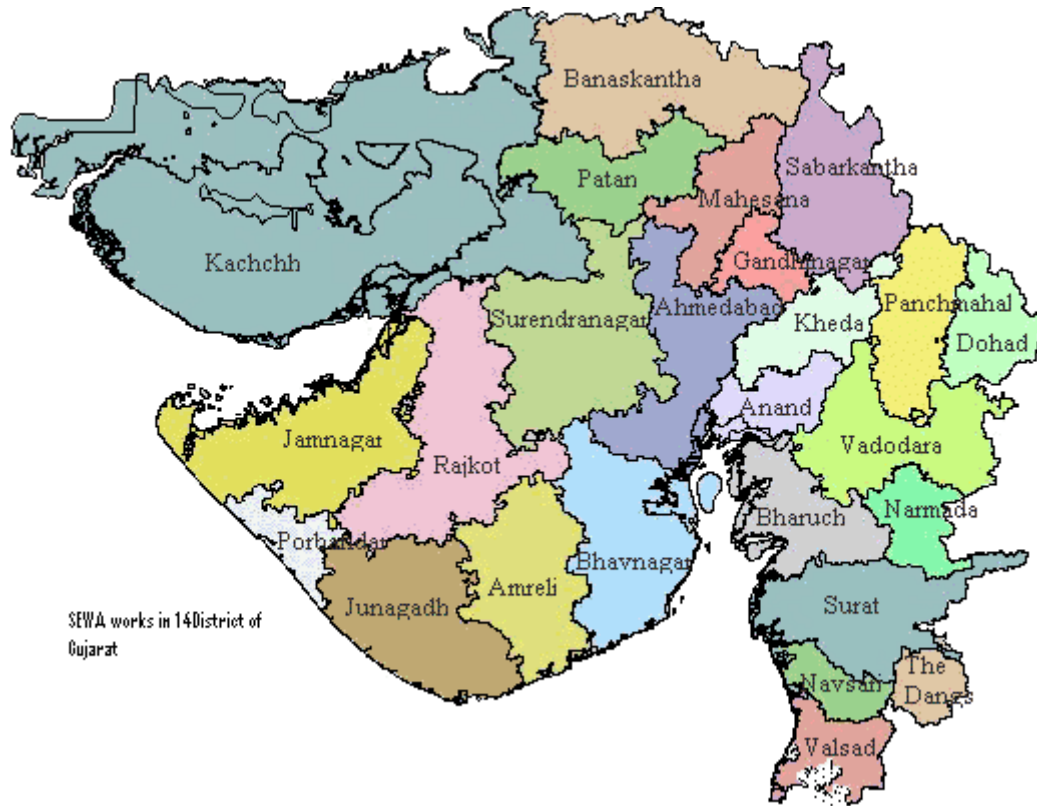 Banaskantha
Patan
Mahesana
Sabarkantha
Kachchh
Gandhinagar
Surendranagar
Ahmedabad
Kheda
Panchmahal
Dohad
Anand
Jamnagar
Rajkot
Vadodara
Porbandar
Bharuch
Narmada
Bhavnagar
Junagadh
Amreli
Surat
SEWA works in 14District of
Gujarat
The
Dangs
Navsari
Valsad